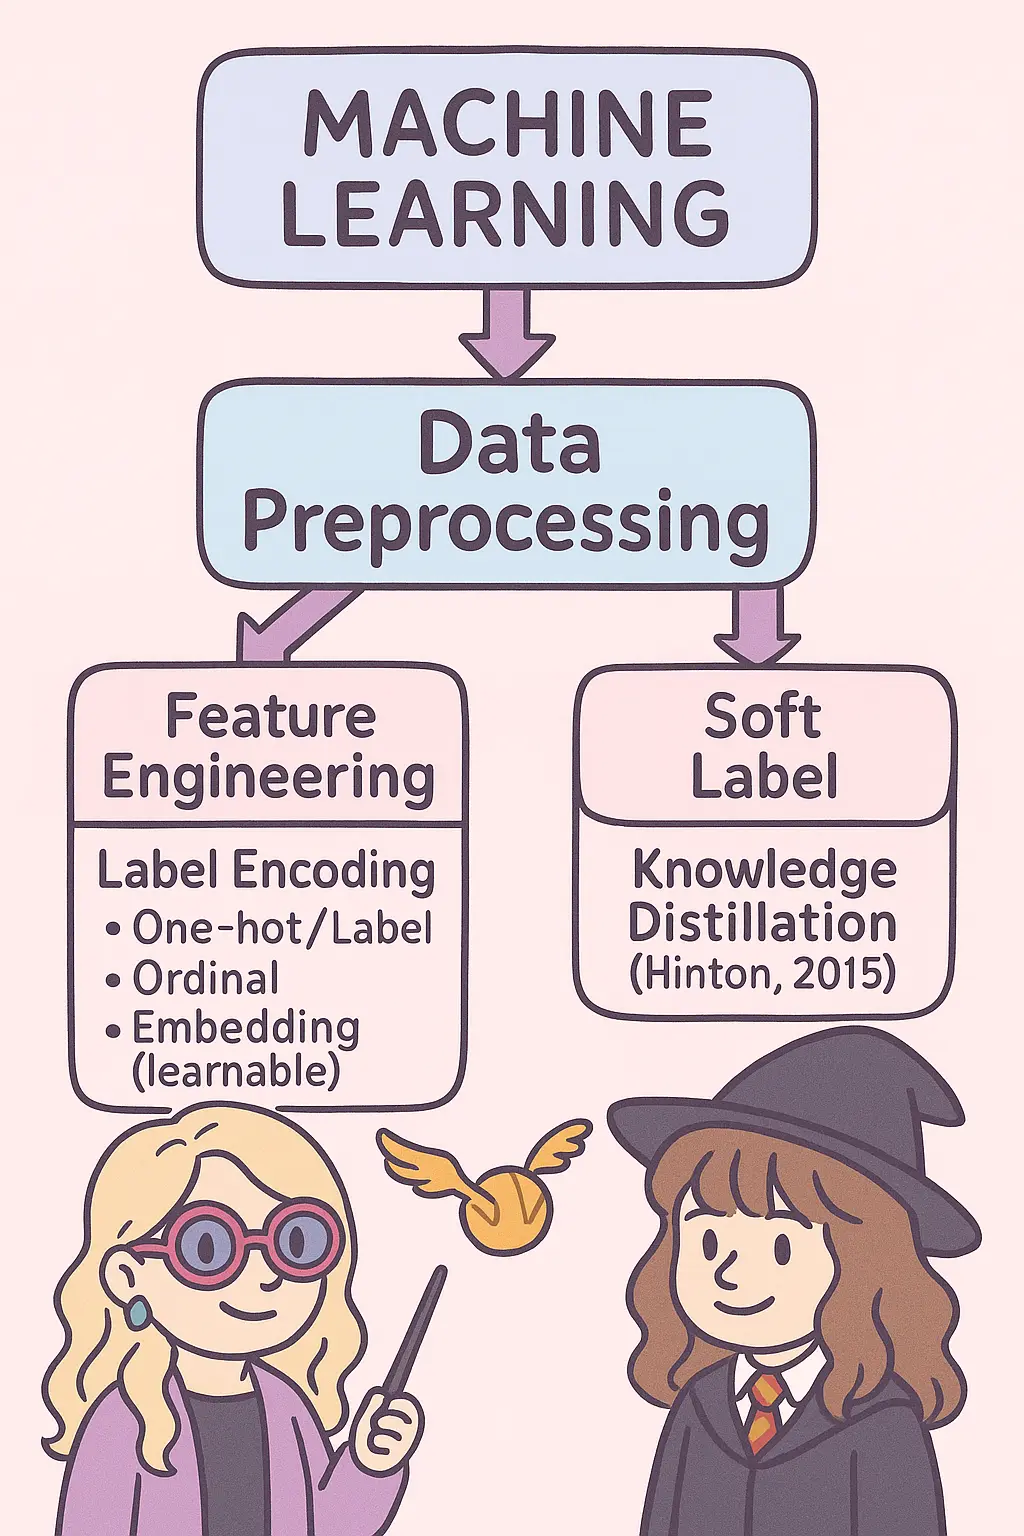 MACHINE
LEARNING
Data
Preprocessing
Feature
Engineering
Label Encoding
• One-hot/Label
• Ordinal
• Embedding
(learnable)
Soft
Label
Knowledge
Distillation
(Hinton, 2015)